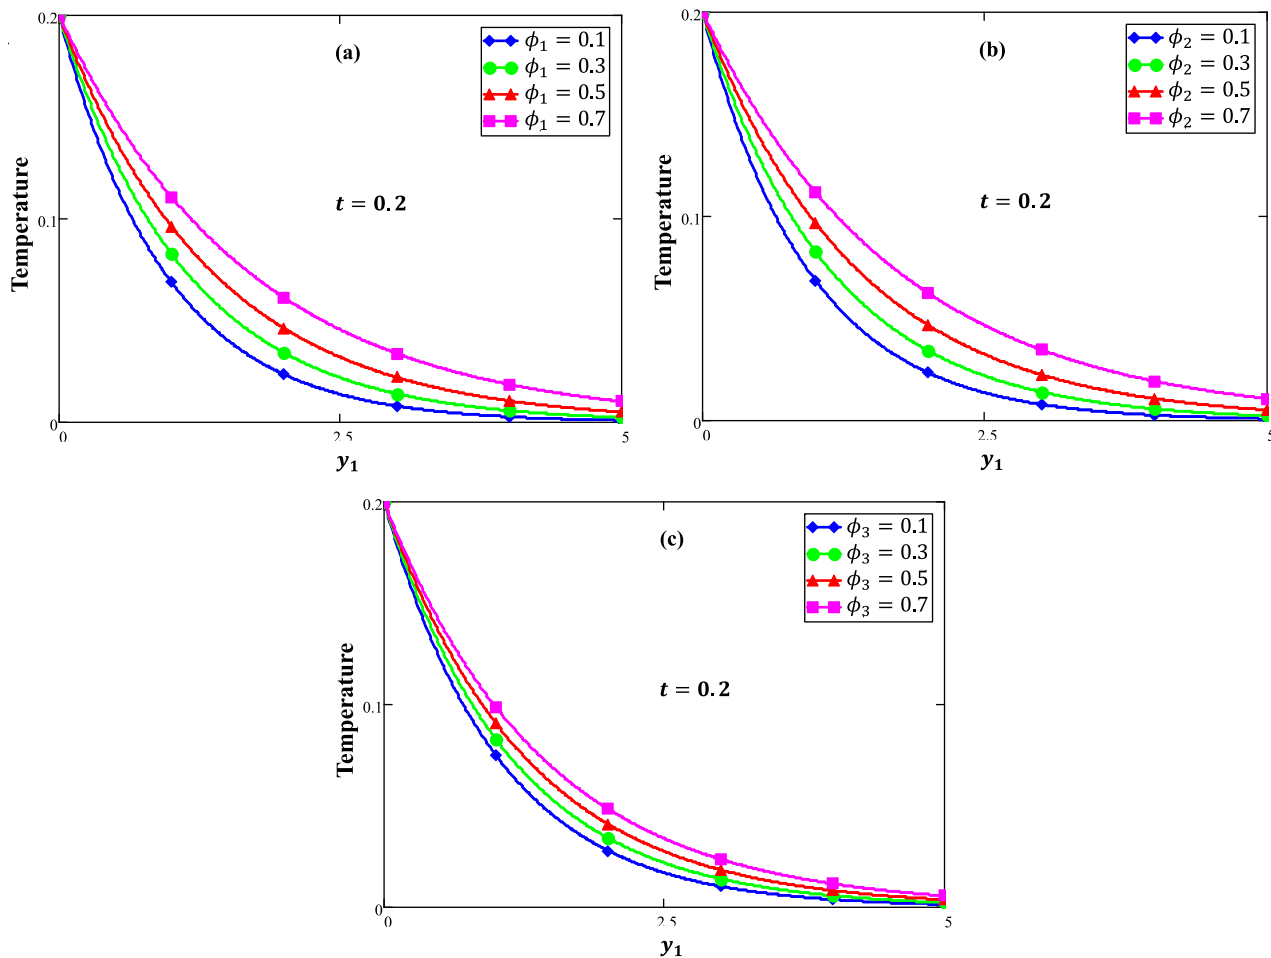 0.2
(a)
ϕ₁ = 0.1
ϕ₁ = 0.3
ϕ₁ = 0.5
ϕ₁ = 0.7
t = 0.2
0.1
Temperature
0
0
2.5
5
y₁
0.2
(b)
ϕ₂ = 0.1
ϕ₂ = 0.3
ϕ₂ = 0.5
ϕ₂ = 0.7
t = 0.2
0.1
Temperature
0
0
2.5
5
y₁
0.2
(c)
ϕ₃ = 0.1
ϕ₃ = 0.3
ϕ₃ = 0.5
ϕ₃ = 0.7
t = 0.2
0.1
Temperature
0
0
2.5
5
y₁